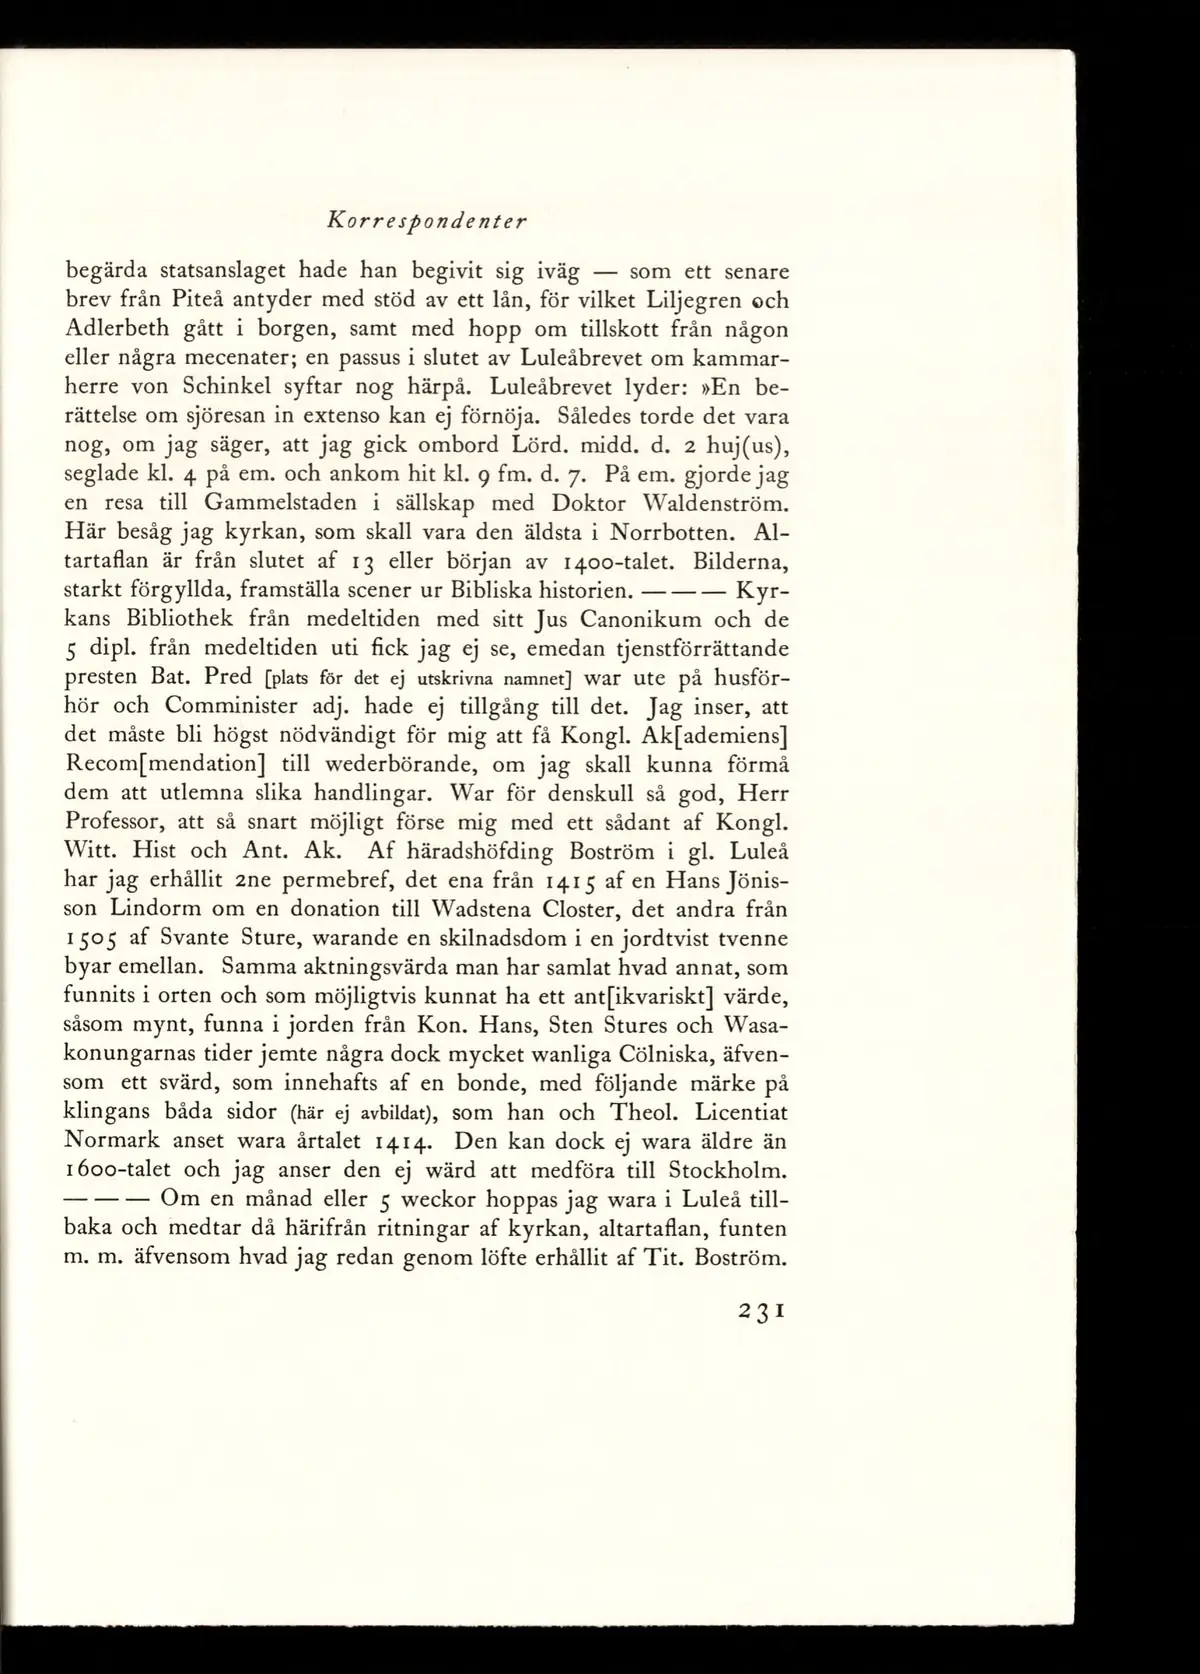 Korrespondenter
begärda statsanslaget hade han begivit sig iväg — som ett senare
brev från Piteå antyder med stöd av ett lån, för vilket Liljegren och
Adlerbeth gått i borgen, samt med hopp om tillskott från någon
eller några mecenater; en passus i slutet av Luleåbrevet om kammar-
herre von Schinkel syftar nog härpå. Luleåbrevet lyder: »En be-
rättelse om sjöresan in extenso kan ej förnöja. Således torde det vara
nog, om jag säger, att jag gick ombord Lörd. midd. d. 2 huj(us),
seglade kl. 4 på em. och ankom hit kl. 9 fm. d. 7. På em. gjorde jag
en resa till Gammelstaden i sällskap med Doktor Waldenström.
Här besåg jag kyrkan, som skall vara den äldsta i Norrbotten. Al-
tartaflan är från slutet af 13 eller början av 1400-talet. Bilderna,
starkt förgyllda, framställa scener ur Bibliska historien. — — — Kyr-
kans Bibliothek från medeltiden med sitt Jus Canonikum och de
5 dipl. från medeltiden uti fick jag ej se, emedan tjenstförrättande
presten Bat. Pred [plats för det ej utskrivna namnet] war ute på husför-
hör och Comminister adj. hade ej tillgång till det. Jag inser, att
det måste bli högst nödvändigt för mig att få Kongl. Ak[ademiens]
Recom[mendation] till wederbörande, om jag skall kunna förmå
dem att utlemna slika handlingar. War för denskull så god, Herr
Professor, att så snart möjligt förse mig med ett sådant af Kongl.
Witt. Hist och Ant. Ak. Af häradshöfding Boström i gl. Luleå
har jag erhållit 2ne permebref, det ena från 1415 af en Hans Jönis-
son Lindorm om en donation till Wadstena Closter, det andra från
1505 af Svante Sture, warande en skilnadsdom i en jordtvist tvenne
byar emellan. Samma aktningsvärda man har samlat hvad annat, som
funnits i orten och som möjligtvis kunnat ha ett ant[ikvariskt] värde,
såsom mynt, funna i jorden från Kon. Hans, Sten Stures och Wasa-
konungarnas tider jemte några dock mycket wanliga Cölniska, äfven-
som ett svärd, som innehafts af en bonde, med följande märke på
klingans båda sidor (här ej avbildat), som han och Theol. Licentiat
Normark anset wara årtalet 1414. Den kan dock ej wara äldre än
1600-talet och jag anser den ej wärd att medföra till Stockholm.
— — — Om en månad eller 5 weckor hoppas jag wara i Luleå till-
baka och medtar då härifrån ritningar af kyrkan, altartaflan, funten
m. m. äfvensom hvad jag redan genom löfte erhållit af Tit. Boström.
231